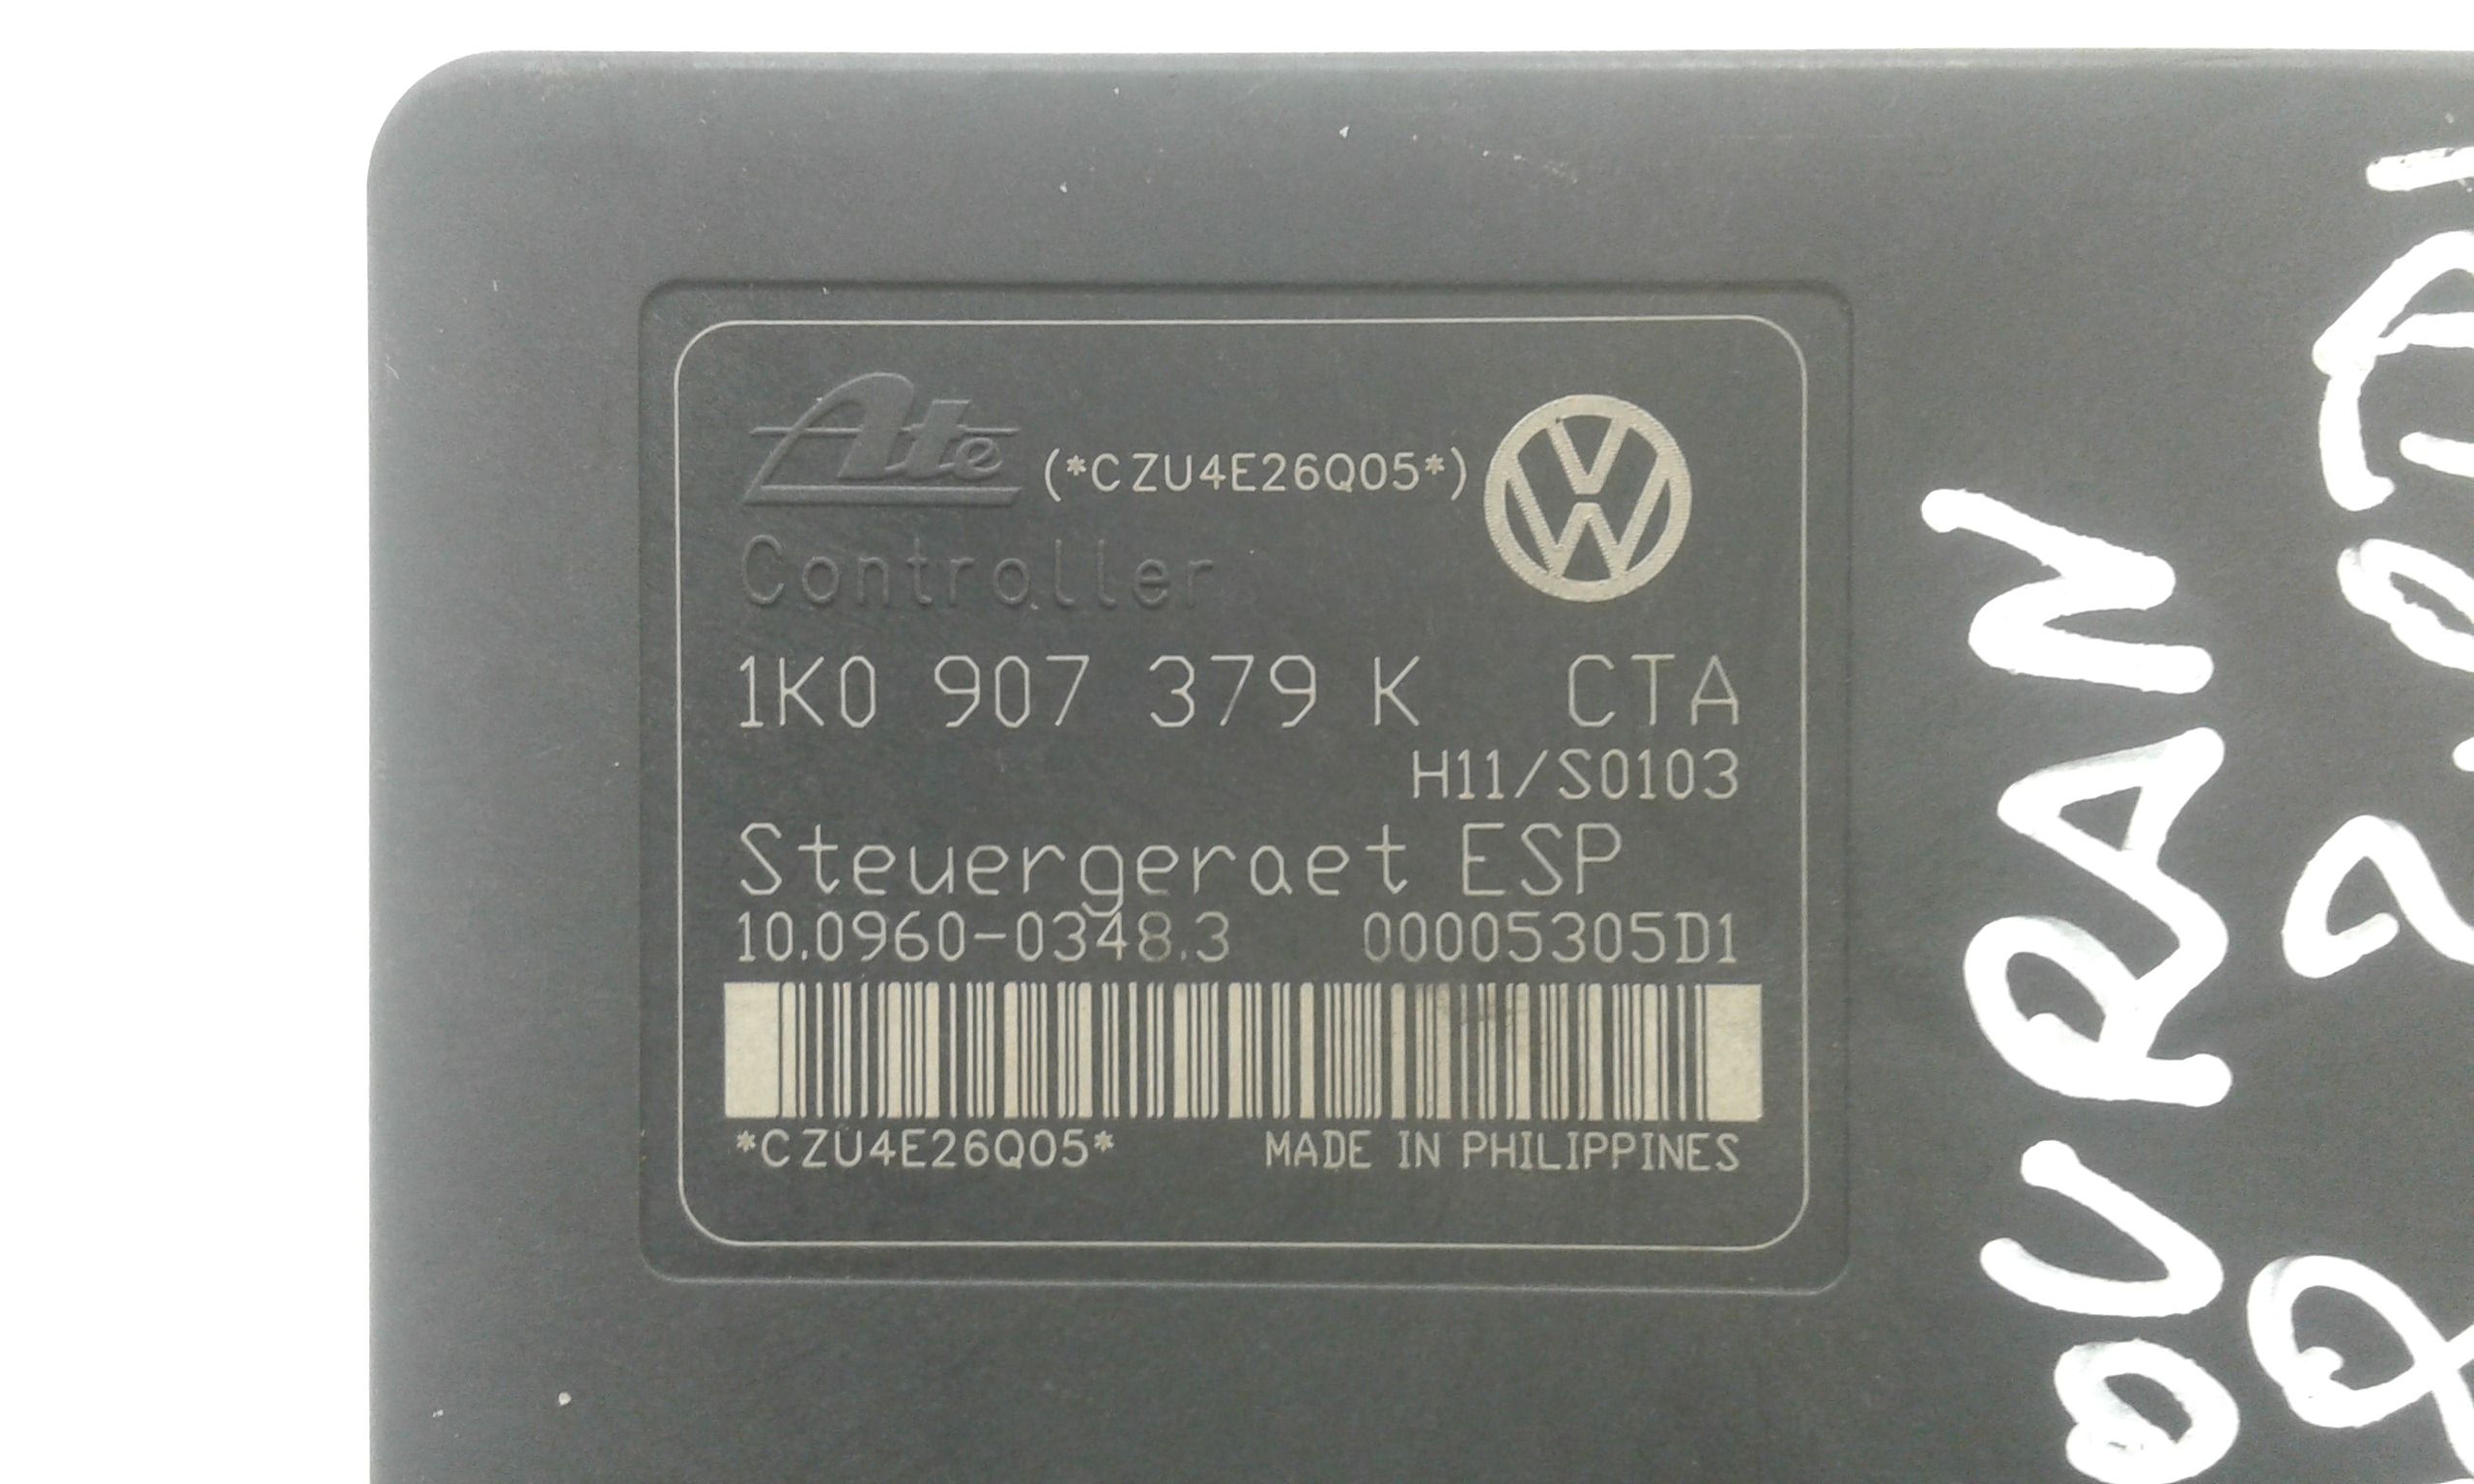 Ate (*CZU4E26Q05*)
Controller
1K0 907 379 K CTA
H11/S0103
Steuergeraet ESP
10.0960-0348.3 00005305D1
*CZU4E26Q05* MADE IN PHILIPPINES
OURAN